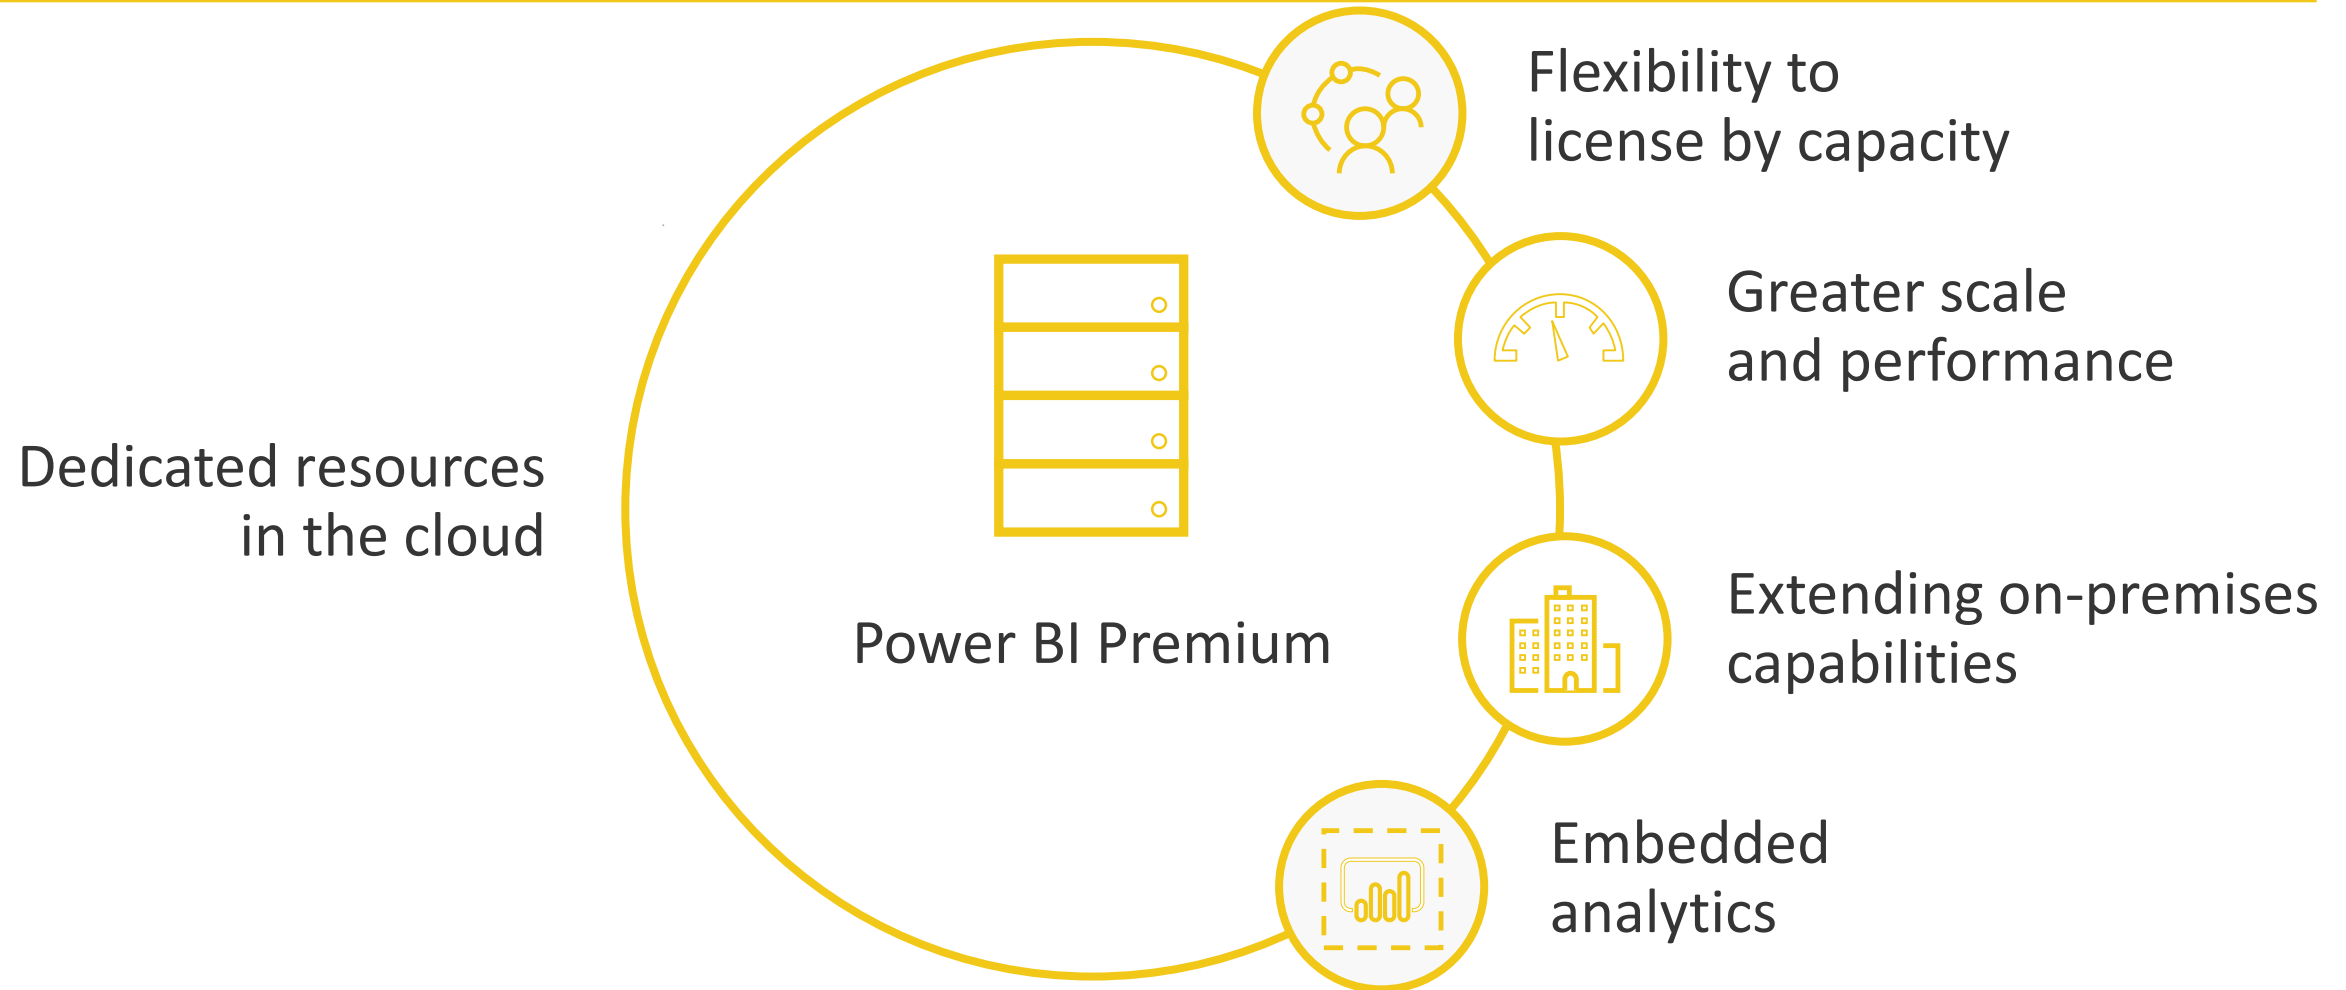 Flexibility to
license by capacity
Greater scale
and performance
Dedicated resources
in the cloud
Power BI Premium
Extending on-premises
capabilities
Embedded
analytics